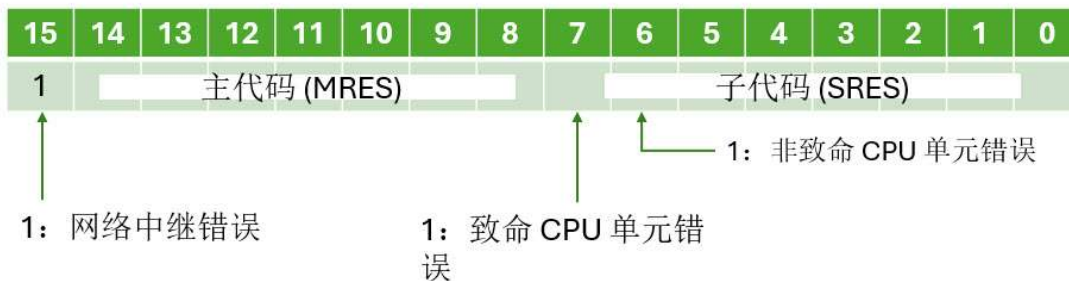 15 14 13 12 11 10 9 8 7 6 5 4 3 2 1 0
1 主代码 (MRES) 子代码 (SRES)
1：非致命 CPU 单元错误
1：网络中继错误
1：致命 CPU 单元错
误